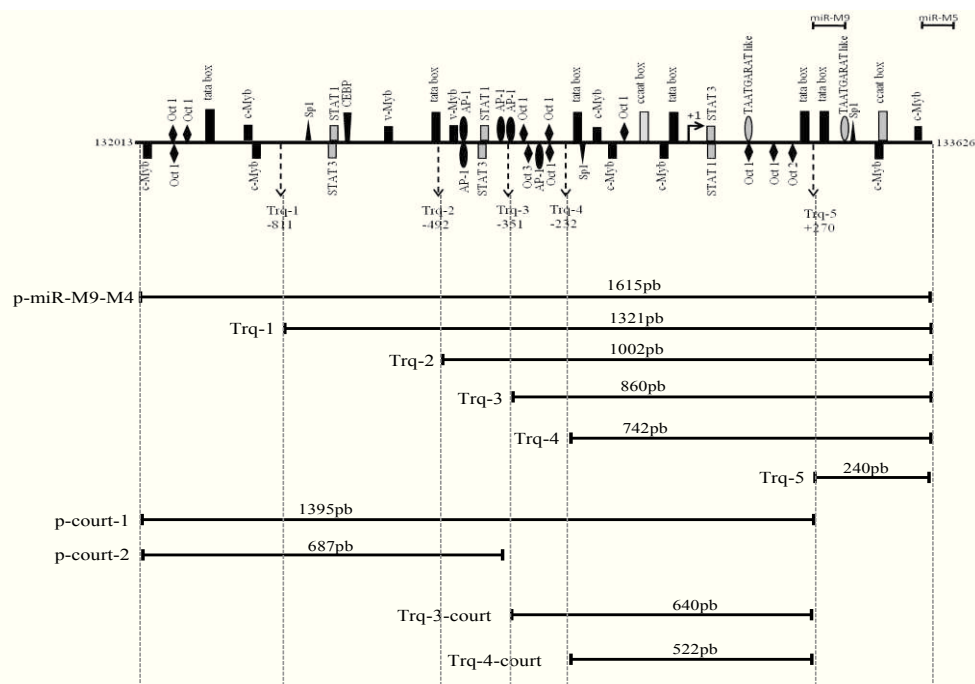 miR-M9 miR-M5
Oct 1
Oct 1
tata box
c-Myb
Sp1
STAT 1
CEBP
v-Myb
tata box
v-Myb
AP-1
STAT 1
AP-1
AP-1
Oct 1
Oct 1
tata box
c-Myb
Oct 1
ccaat box
tata box
+1
STAT 3
TAATGARAT like
tata box
tata box
TAATGARAT like
Sp1
ccaat box
c-Myb
132013 133626
c-Myb
Oct 1
c-Myb
STAT 3
AP-1
STAT 3
Oct 3
AP-1
Oct 1
Sp1
c-Myb
c-Myb
STAT 1
Oct 1
Oct 1
Oct 2
c-Myb
Trq-1
-811
Trq-2
-492
Trq-3
-351
Trq-4
-232
Trq-5
+270
p-miR-M9-M4 1615pb
Trq-1 1321pb
Trq-2 1002pb
Trq-3 860pb
Trq-4 742pb
Trq-5 240pb
p-court-1 1395pb
p-court-2 687pb
Trq-3-court 640pb
Trq-4-court 522pb